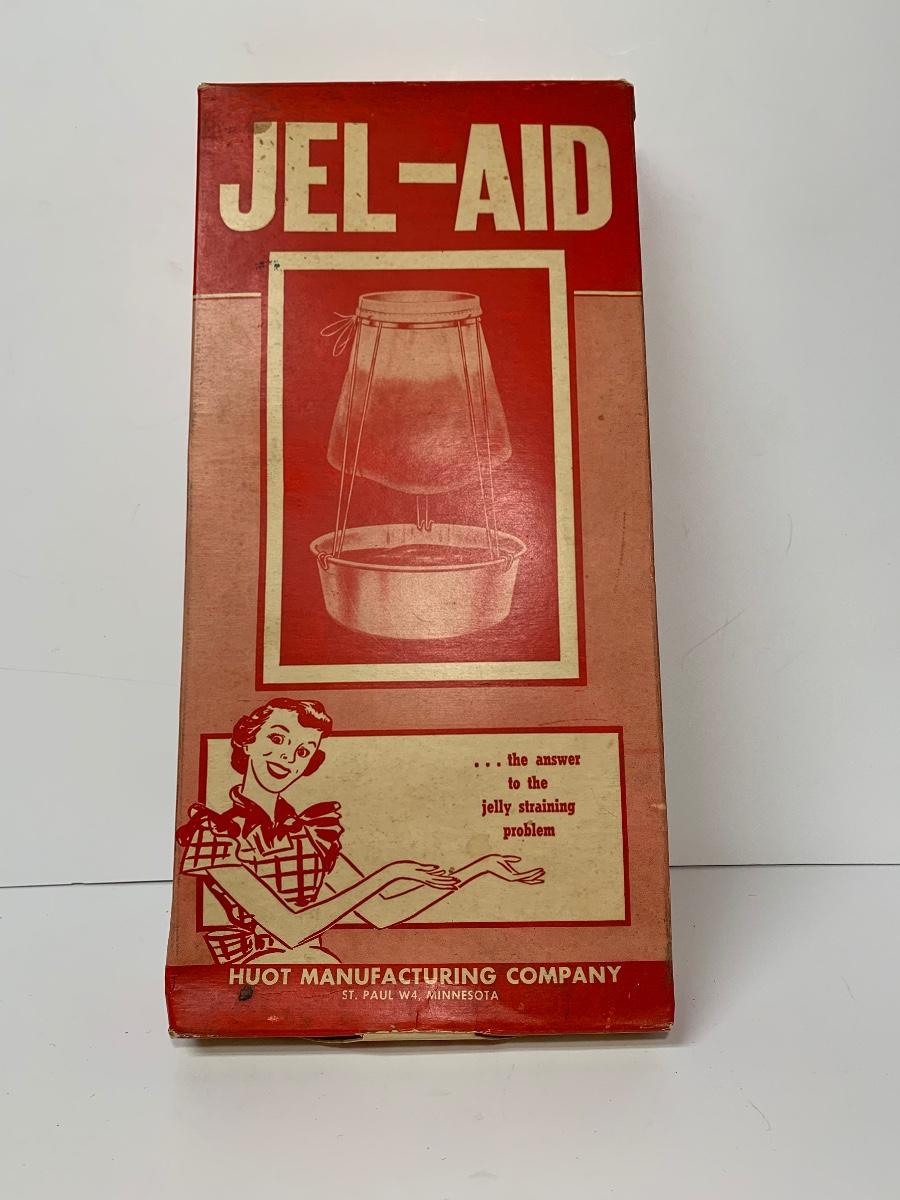 JEL-AID
... the answer
to the
jelly straining
problem
HUOT MANUFACTURING COMPANY
ST. PAUL W4, MINNESOTA